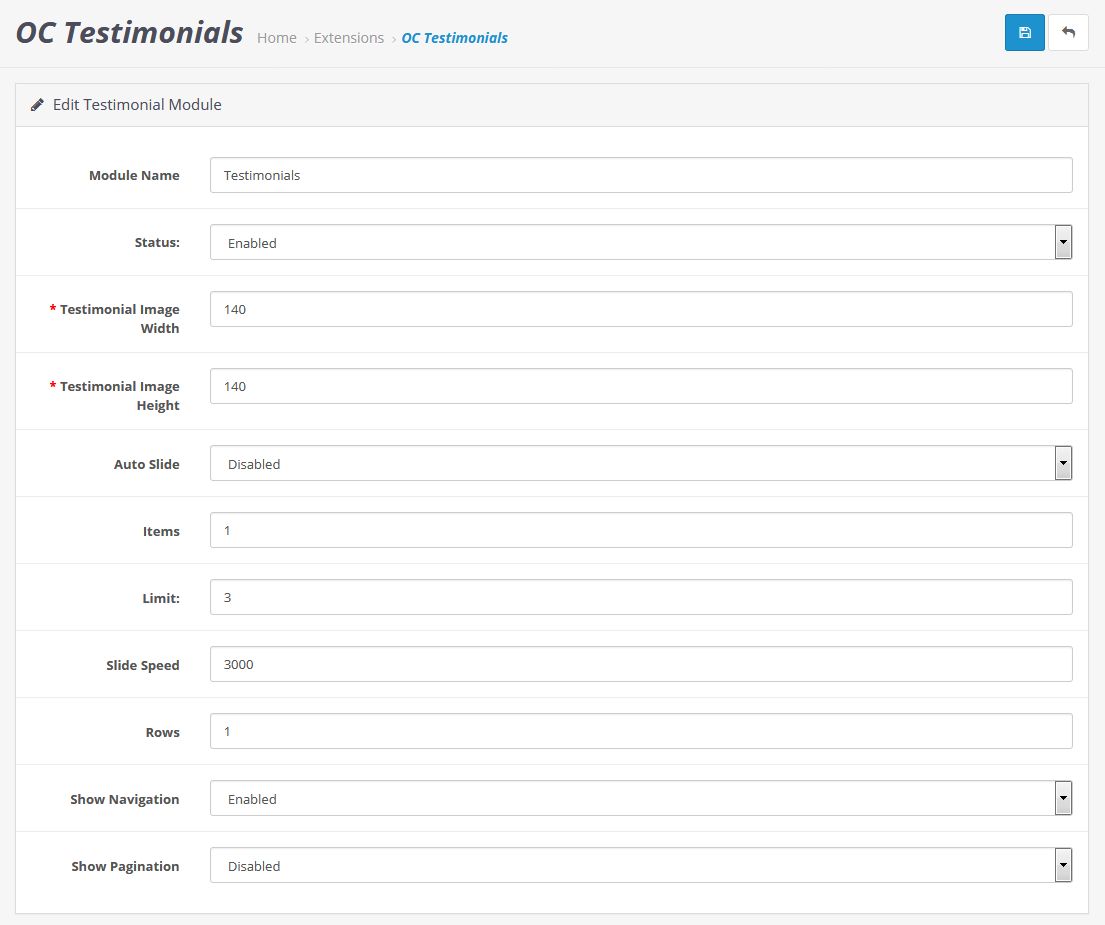 OC Testimonials Home › Extensions › OC Testimonials
Edit Testimonial Module
Module Name Testimonials
Status: Enabled
* Testimonial Image
Width 140
* Testimonial Image
Height 140
Auto Slide Disabled
Items 1
Limit: 3
Slide Speed 3000
Rows 1
Show Navigation Enabled
Show Pagination Disabled